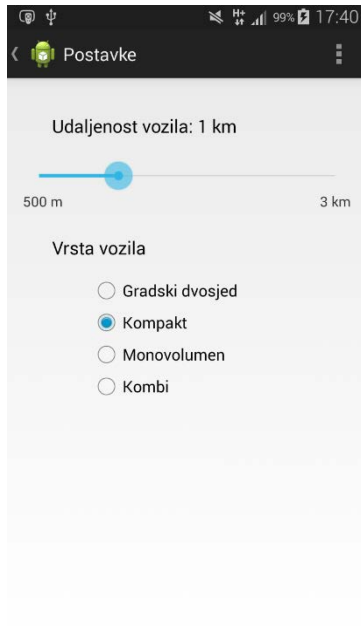 H+ 99% 17:40
Postavke
Udaljenost vozila: 1 km
500 m 3 km
Vrsta vozila
Gradski dvosjed
Kompakt
Monovolumen
Kombi